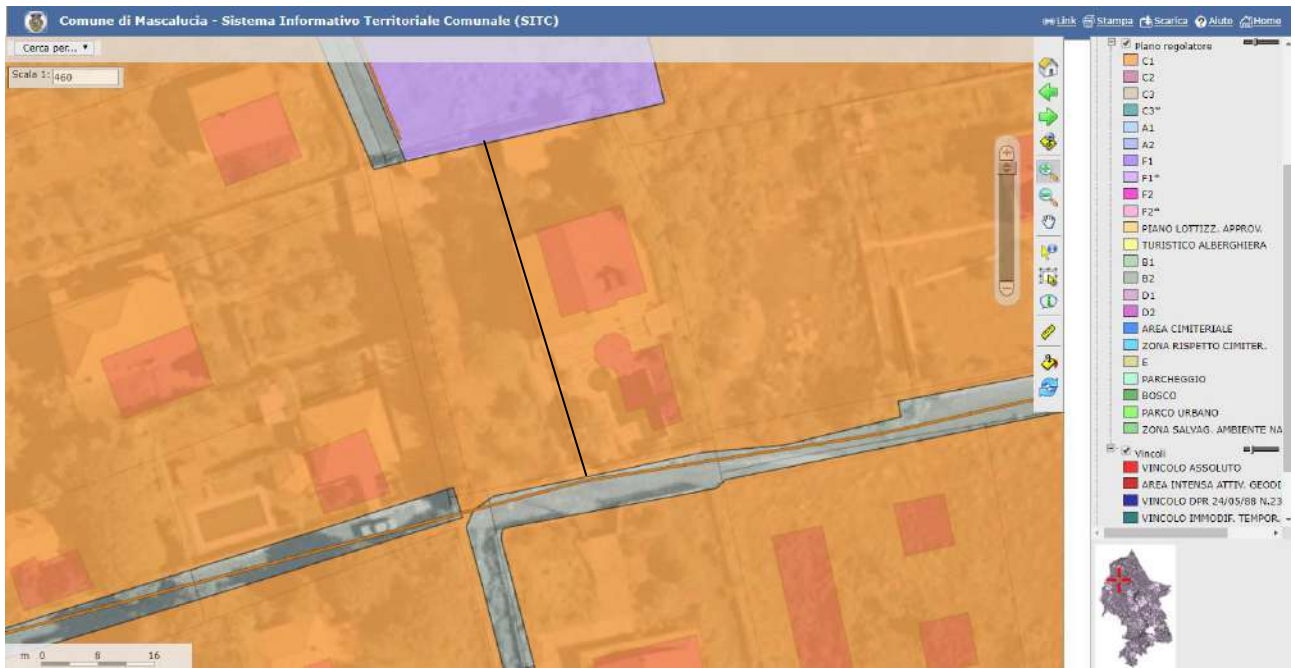 Comune di Mascalucia - Sistema Informativo Territoriale Comunale (SITC)
Link Stampa Scarica Aiuto Home
Cerca per...
Scala 1: 460
Piano regolatore
C1
C2
C3
C3*
A1
A2
F1
F1*
F2
F2*
PIANO LOTTIZZ. APPROV.
TURISTICO ALBERGHIERA
B1
B2
D1
D2
AREA CIMITERIALE
ZONA RISPETTO CIMITER.
E
PARCHEGGIO
BOSCO
PARCO URBANO
ZONA SALVAG. AMBIENTE NA
Vincoli
VINCOLO ASSOLUTO
AREA INTENSA ATTIV. GEODI
VINCOLO DPR 24/05/88 N.23
VINCOLO IMMODIF. TEMPOR.
m 0 8 16